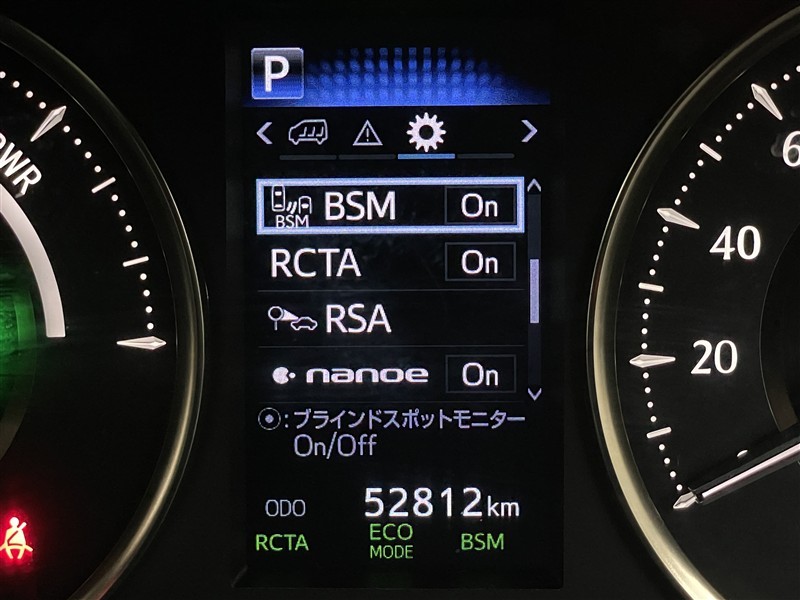 P
PWR
BSM BSM On
RCTA On
RSA
nanoe On
: ブラインドスポットモニター
On/Off
ODO 52812km
RCTA ECO MODE BSM
6
40
20